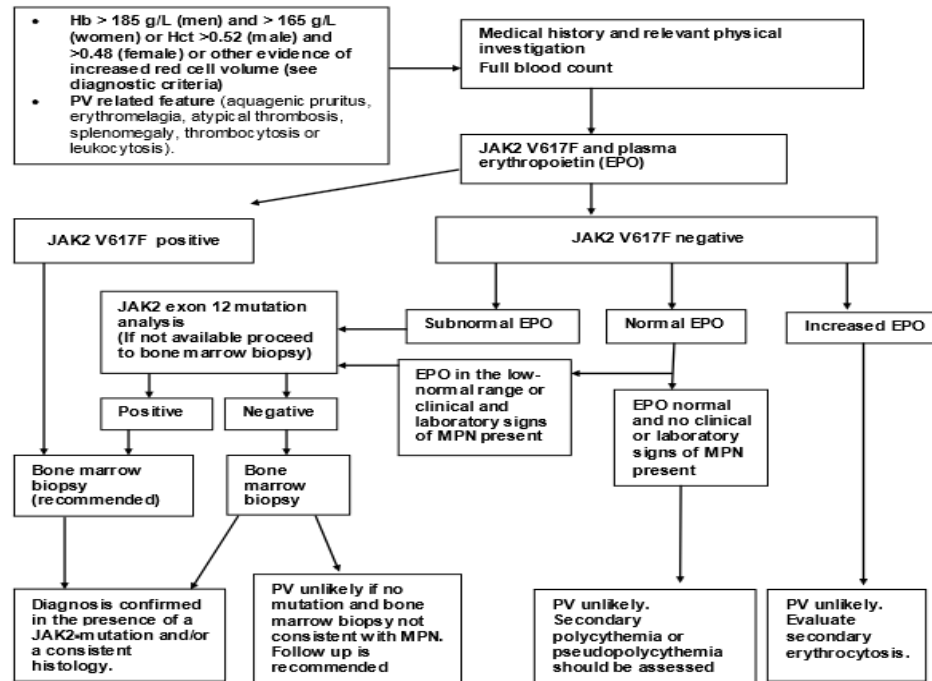 • Hb > 185 g/L (men) and > 165 g/L
(women) or Hct >0.52 (male) and
>0.48 (female) or other evidence of
increased red cell volume (see
diagnostic criteria)
• PV related feature (aquagenic pruritus,
erythromelagia, atypical thrombosis,
splenomegaly, thrombocytosis or
leukocytosis).
Medical history and relevant physical
investigation
Full blood count
JAK2 V617F and plasma
erythropoietin (EPO)
JAK2 V617F positive
JAK2 V617F negative
JAK2 exon 12 mutation
analysis
(If not available proceed
to bone marrow biopsy)
Subnormal EPO
Normal EPO
Increased EPO
EPO in the low-
normal range or
clinical and
laboratory signs
of MPN present
EPO normal
and no clinical
or laboratory
signs of MPN
present
Positive
Negative
Bone marrow
biopsy
(recommended)
Bone
marrow
biopsy
Diagnosis confirmed
in the presence of a
JAK2-mutation and/or
a consistent
histology.
PV unlikely if no
mutation and bone
marrow biopsy not
consistent with MPN.
Follow up is
recommended
PV unlikely.
Secondary
polycythemia or
pseudopolycythemia
should be assessed
PV unlikely.
Evaluate
secondary
erythrocytosis.